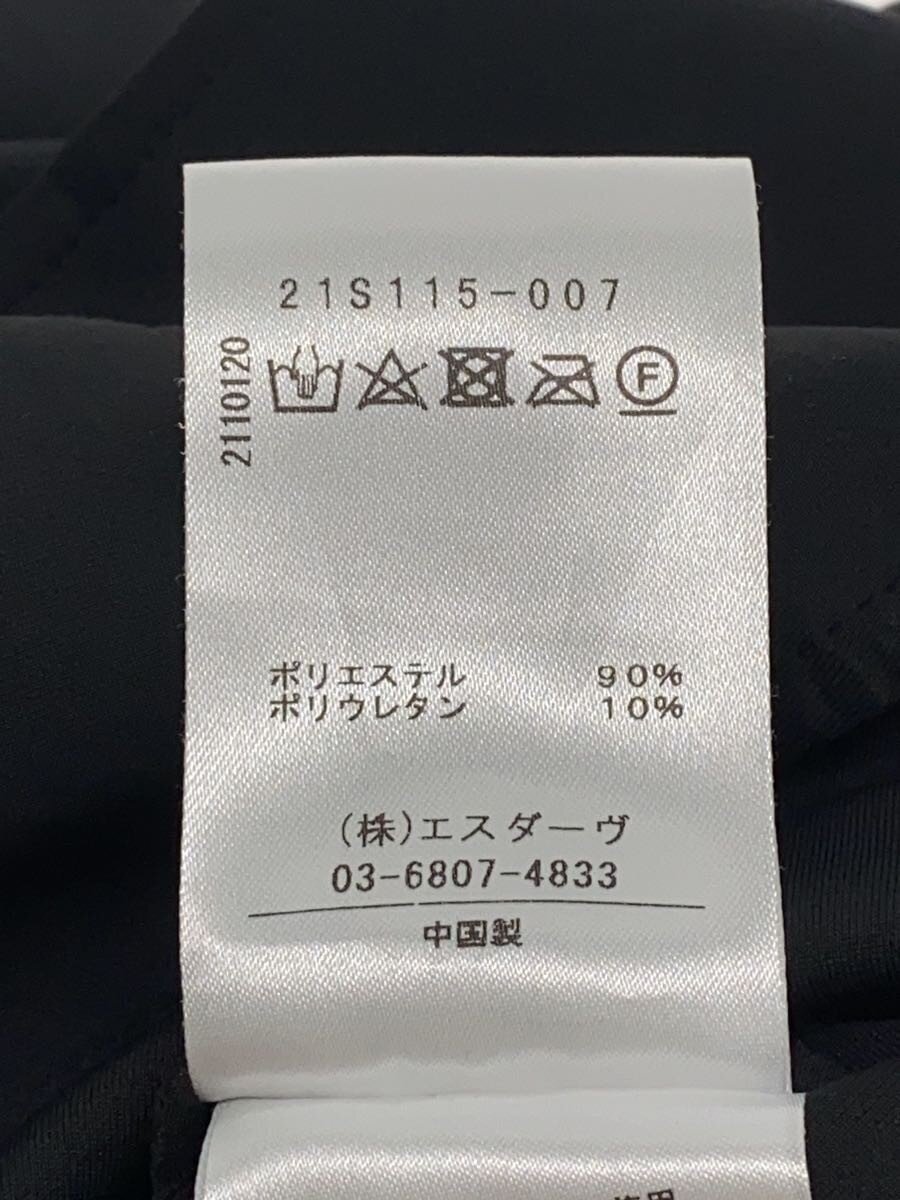 21S115-007
2110120
F
ポリエステル 90%
ポリウレタン 10%
(株)エスダーヴ
03-6807-4833
中国製